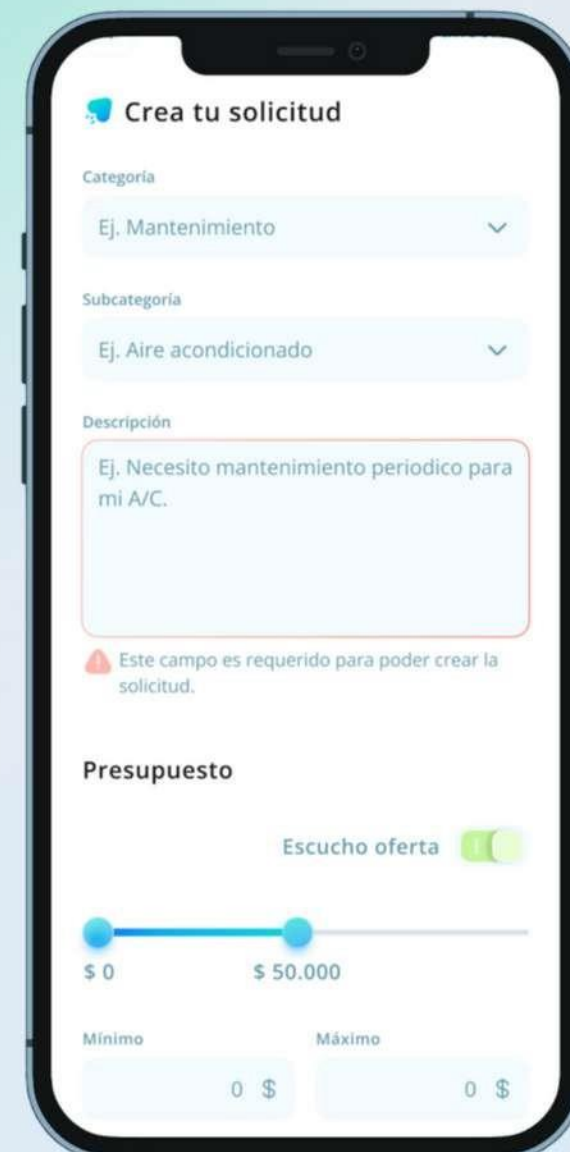 Crea tu solicitud
Categoría
Ej. Mantenimiento
Subcategoría
Ej. Aire acondicionado
Descripción
Ej. Necesito mantenimiento periodico para
mi A/C.
Este campo es requerido para poder crear la
solicitud.
Presupuesto
Escucho oferta
$ 0 $ 50.000
Mínimo Máximo
0 $ 0 $